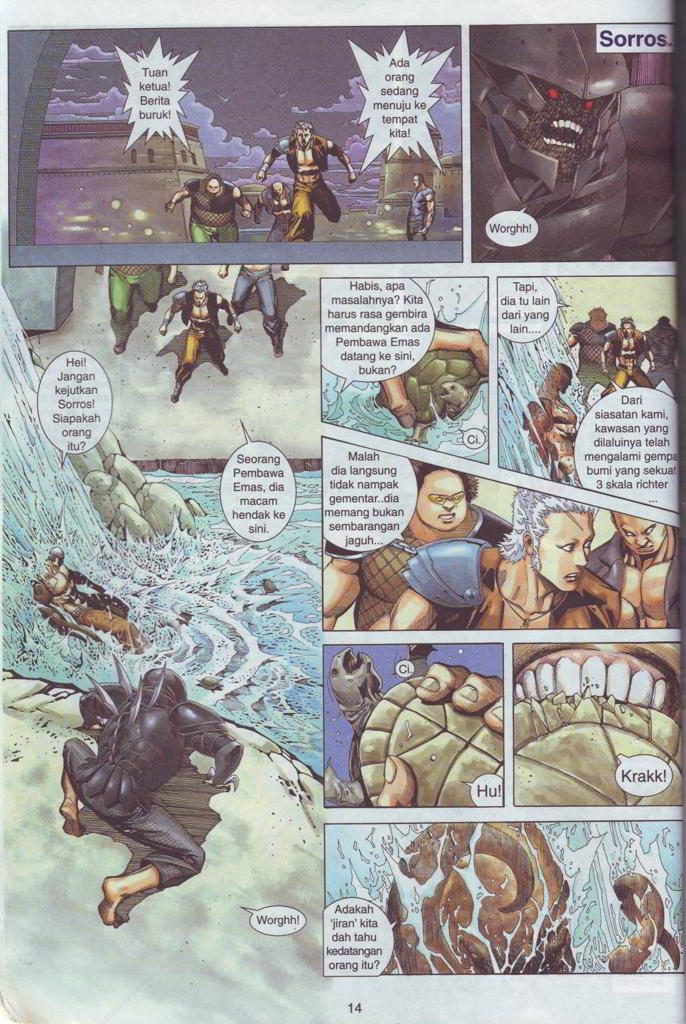 Tuan
ketua!
Berita
buruk!
Ada
orang
sedang
menuju ke
tempat
kita!
Sorros.
Worghh!
Hei!
Jangan
kejutkan
Sorros!
Siapakah
orang
itu?
Seorang
Pembawa
Emas, dia
macam
hendak ke
sini.
Worghh!
Habis, apa
masalahnya? Kita
harus rasa gembira
memandangkan ada
Pembawa Emas
datang ke sini,
bukan?
Ci.
Tapi,
dia tu lain
dari yang
lain....
Dari
siasatan kami,
kawasan yang
dilaluinya telah
mengalami gempa
bumi yang sekuat
3 skala richter
...
Malah
dia langsung
tidak nampak
gementar..dia
memang bukan
sembarangan
jaguh...
Ci.
Hu!
Krakk!
Adakah
'jiran' kita
dah tahu
kedatangan
orang itu?
14